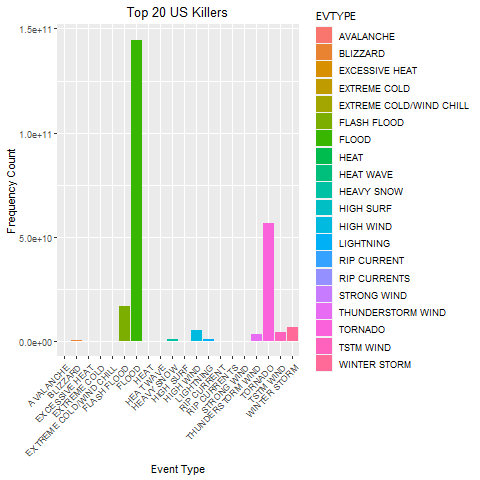 Top 20 US Killers
Frequency Count
1.5e+11
1.0e+11
5.0e+10
0.0e+00
AVALANCHE
BLIZZARD
EXCESSIVE HEAT
EXTREME COLD
EXTREME COLD/WIND CHILL
FLASH FLOOD
FLOOD
HEAT
HEAT WAVE
HEAVY SNOW
HIGH SURF
HIGH WIND
LIGHTNING
RIP CURRENT
RIP CURRENTS
STRONG WIND
THUNDERSTORM WIND
TORNADO
TSTM WIND
WINTER STORM
Event Type
EVTYPE
AVALANCHE
BLIZZARD
EXCESSIVE HEAT
EXTREME COLD
EXTREME COLD/WIND CHILL
FLASH FLOOD
FLOOD
HEAT
HEAT WAVE
HEAVY SNOW
HIGH SURF
HIGH WIND
LIGHTNING
RIP CURRENT
RIP CURRENTS
STRONG WIND
THUNDERSTORM WIND
TORNADO
TSTM WIND
WINTER STORM